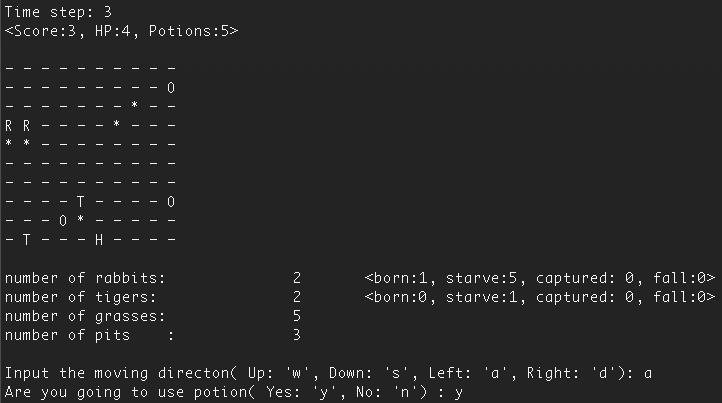 Time step: 3
<Score:3, HP:4, Potions:5>
- - - - - - - - - -
- - - - - - - - - O
- - - - - - - * - -
R R - - - - * - - -
* * - - - - - - - -
- - - - - - - - - -
- - - - - - - - - -
- - - - T - - - - O
- - - O * - - - - -
- T - - - H - - - -
number of rabbits: 2 <born:1, starve:5, captured: 0, fall:0>
number of tigers: 2 <born:0, starve:1, captured: 0, fall:0>
number of grasses: 5
number of pits : 3
Input the moving directon( Up: 'w', Down: 's', Left: 'a', Right: 'd'): a
Are you going to use potion( Yes: 'y', No: 'n') : y